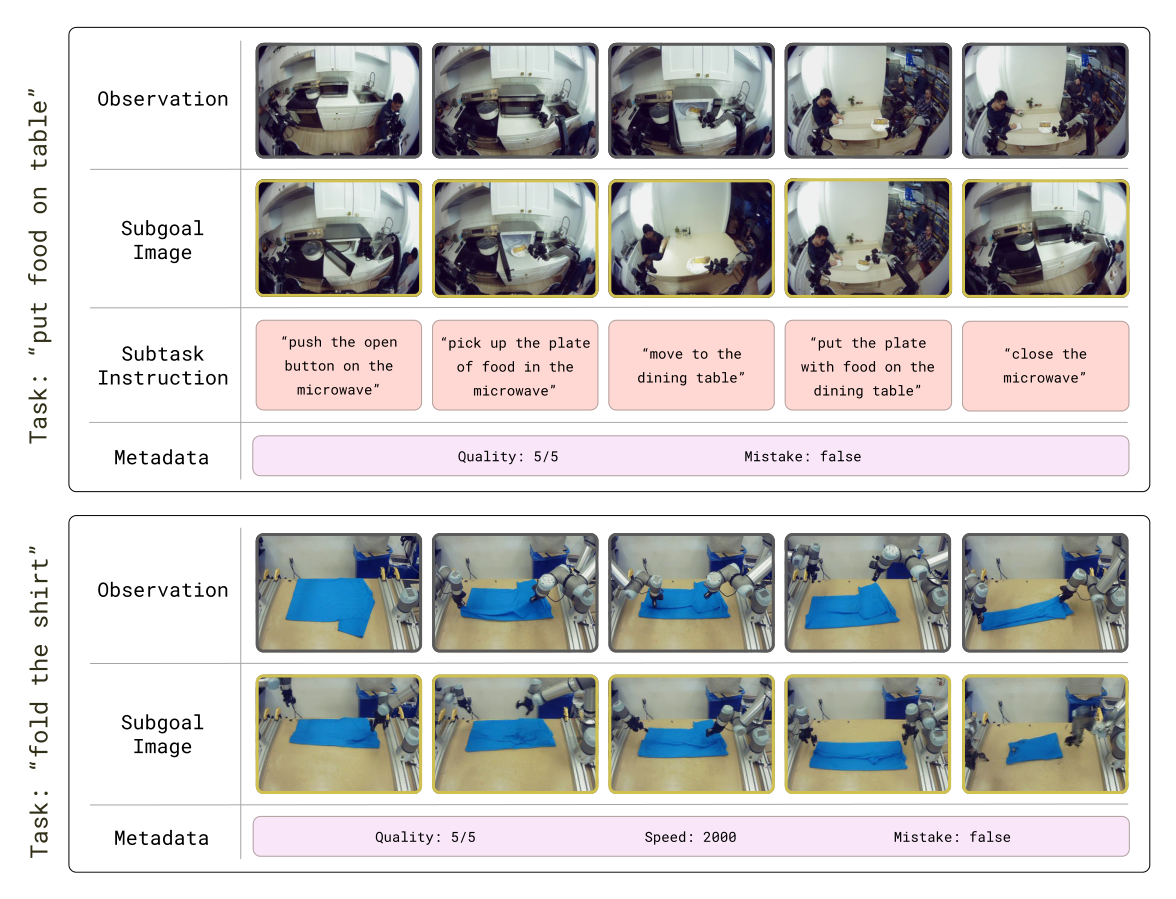 Task: “put food on table”
Observation
Subgoal
Image
Subtask
Instruction
“push the open
button on the
microwave”
“pick up the plate
of food in the
microwave”
“move to the
dining table”
“put the plate
with food on the
dining table”
“close the
microwave”
Metadata
Quality: 5/5
Mistake: false
Task: “fold the shirt”
Observation
Subgoal
Image
Metadata
Quality: 5/5
Speed: 2000
Mistake: false